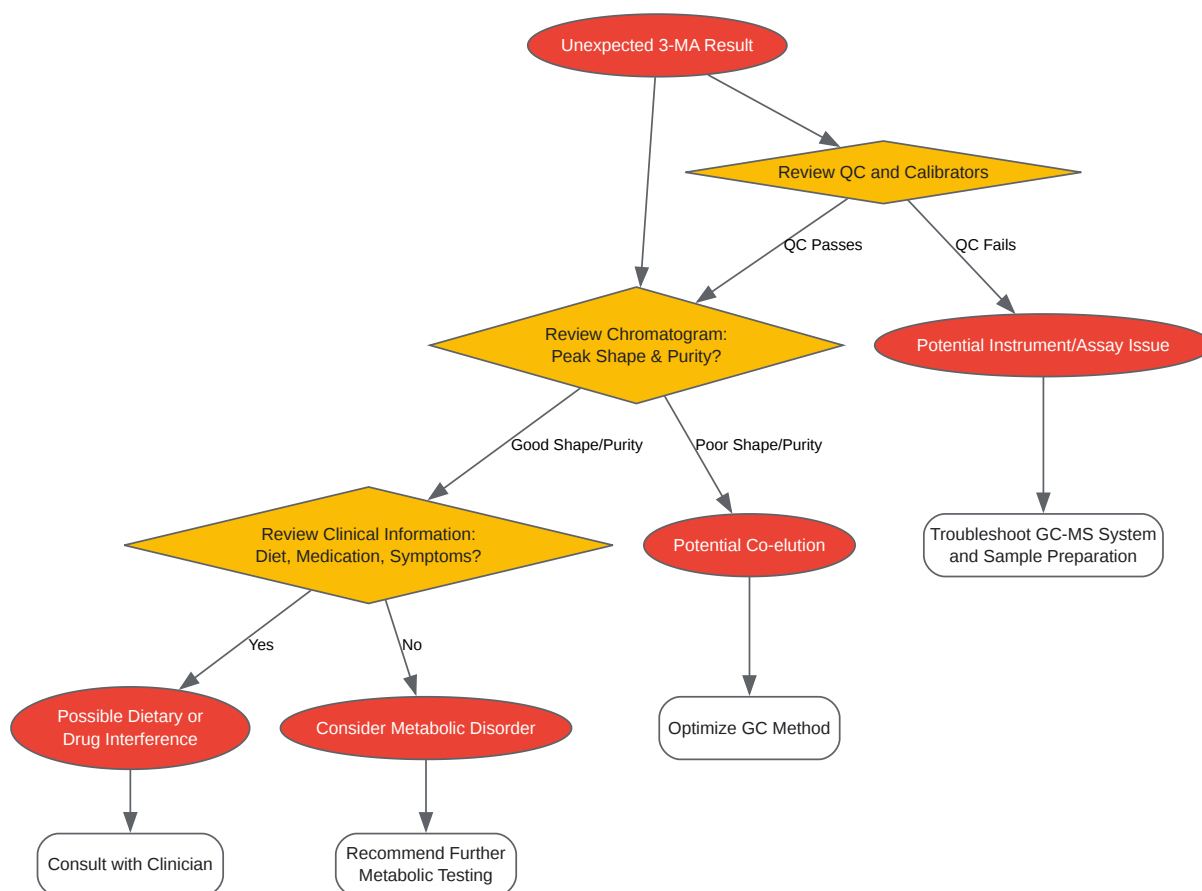 Unexpected 3-MA Result
Review QC and Calibrators
QC Passes
QC Fails
Review Chromatogram:
Peak Shape & Purity?
Potential Instrument/Assay Issue
Good Shape/Purity
Poor Shape/Purity
Review Clinical Information:
Diet, Medication, Symptoms?
Potential Co-elution
Troubleshoot GC-MS System
and Sample Preparation
Yes
No
Possible Dietary or
Drug Interference
Consider Metabolic Disorder
Optimize GC Method
Consult with Clinician
Recommend Further
Metabolic Testing